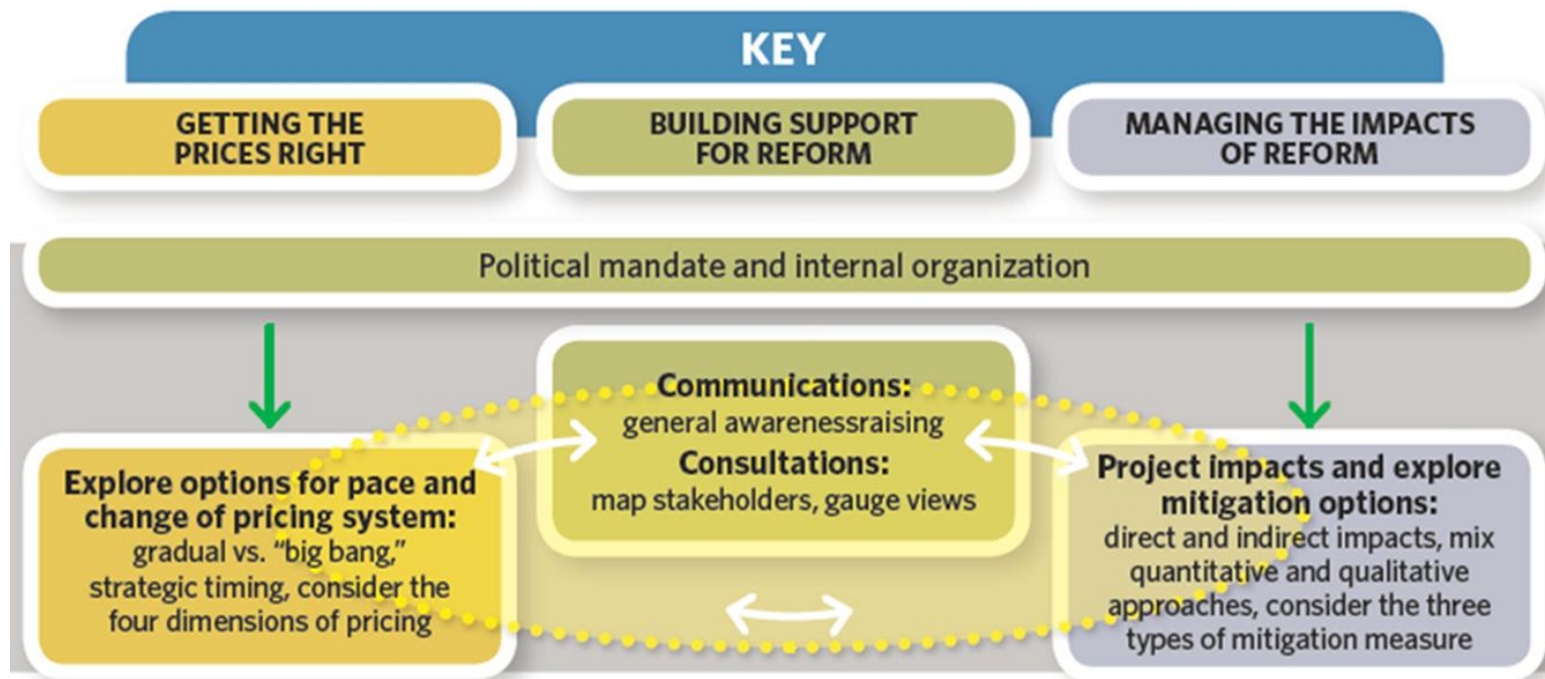 KEY
GETTING THE
PRICES RIGHT
BUILDING SUPPORT
FOR REFORM
MANAGING THE IMPACTS
OF REFORM
Political mandate and internal organization
Communications:
general awarenessraising
Consultations:
map stakeholders, gauge views
Explore options for pace and
change of pricing system:
gradual vs. “big bang,”
strategic timing, consider the
four dimensions of pricing
Project impacts and explore
mitigation options:
direct and indirect impacts, mix
quantitative and qualitative
approaches, consider the three
types of mitigation measure